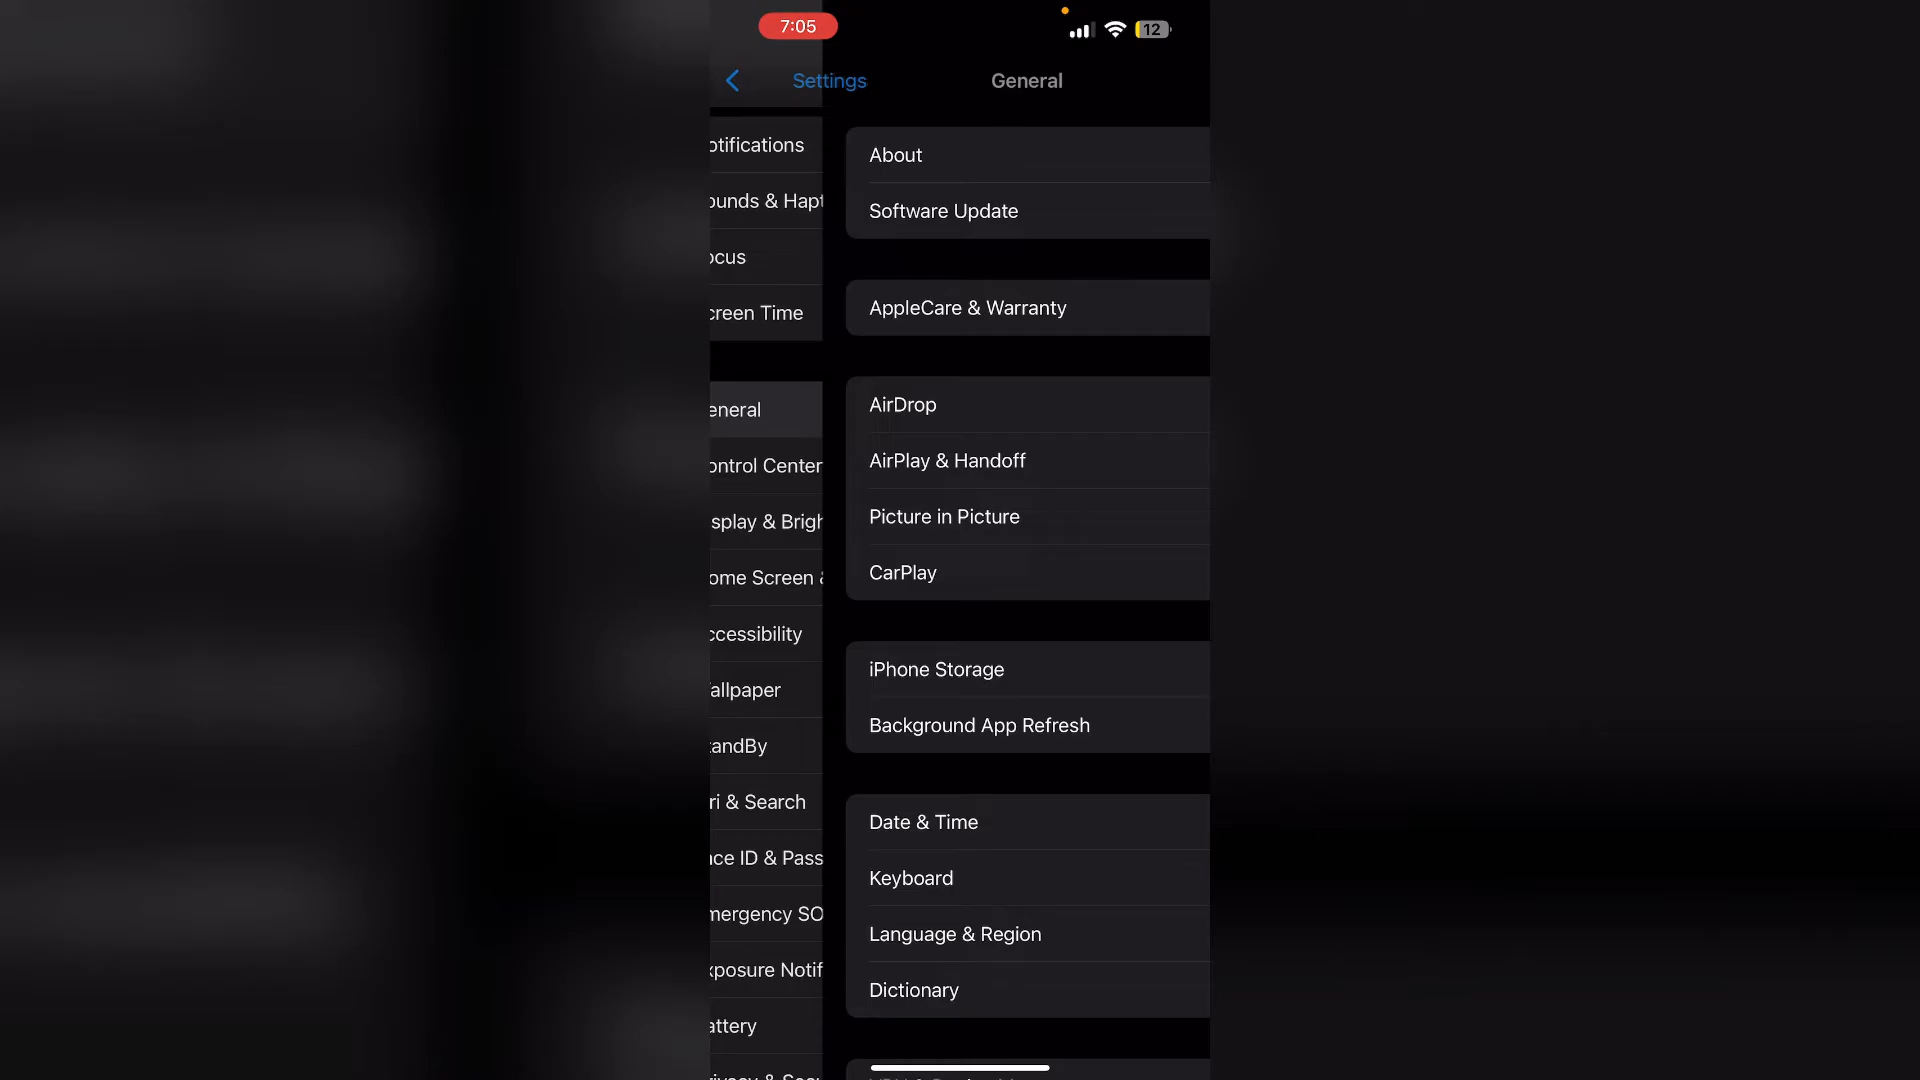 7:05
12
Settings
General
otifications
ounds & Hapt
ocus
creen Time
eneral
ontrol Center
splay & Brigh
ome Screen &
ccessibility
allpaper
tandBy
ri & Search
ace ID & Pass
mergency SO
xposure Notif
attery
About
Software Update
AppleCare & Warranty
AirDrop
AirPlay & Handoff
Picture in Picture
CarPlay
iPhone Storage
Background App Refresh
Date & Time
Keyboard
Language & Region
Dictionary